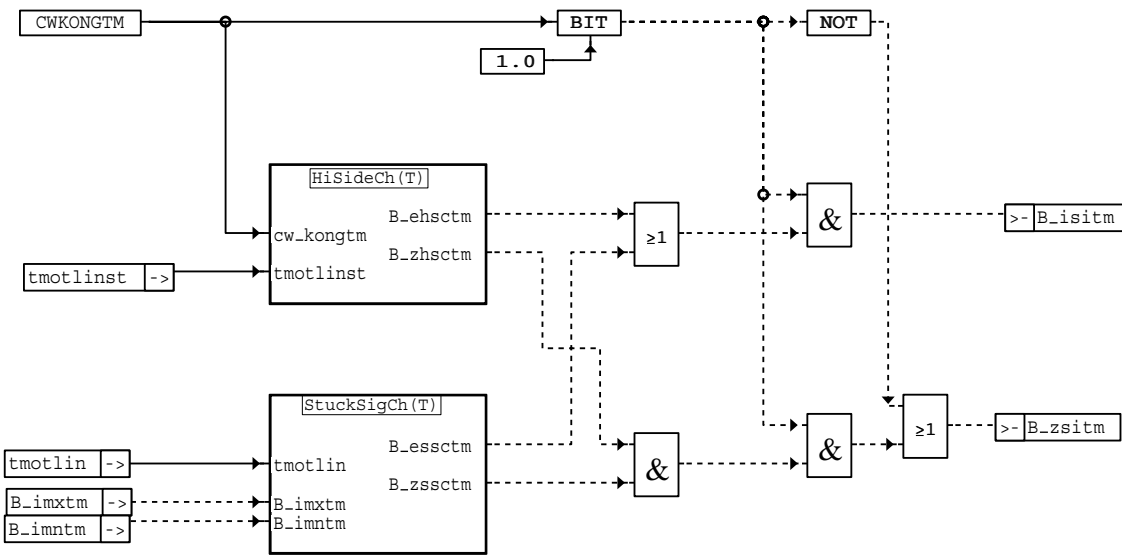 CWKONGTM
BIT
NOT
1.0
HiSideCh(T)
B_ehsctm
cw_kongtm
B_zhsctm
tmotlinst
tmotlinst ->
≥1
&
>- B_isitm
StuckSigCh(T)
B_essctm
tmotlin
B_zssctm
B_imxtm
B_imntm
tmotlin ->
B_imxtm ->
B_imntm ->
&
&
≥1
>- B_zsitm